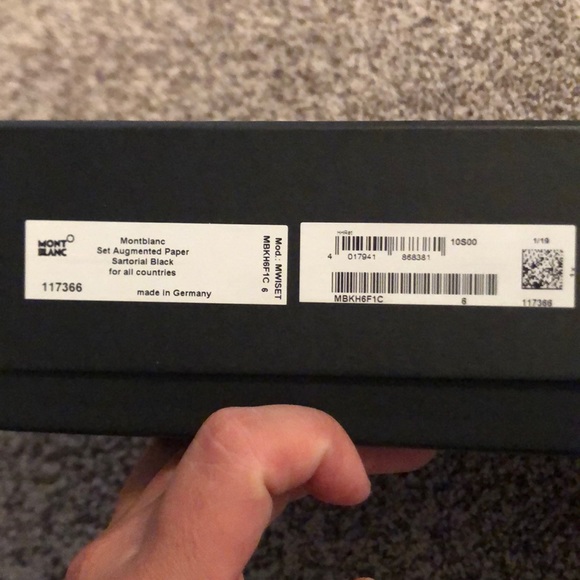 MONT
BLANC
Montblanc
Set Augmented Paper
Sartorial Black
for all countries
117366
made in Germany
Mod.: MWISET
MBKH6F1C 6
10S00
4 017941 868381
MBKH6F1C 6
1/19
117366